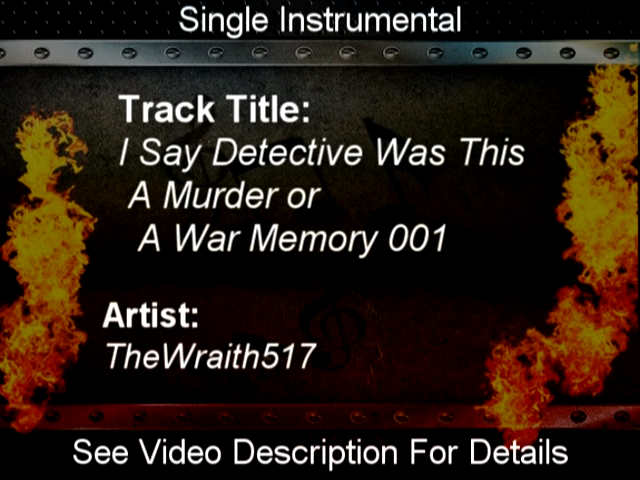 Single Instrumental
Track Title:
I Say Detective Was This
A Murder or
A War Memory 001
Artist:
TheWraith517
See Video Description For Details